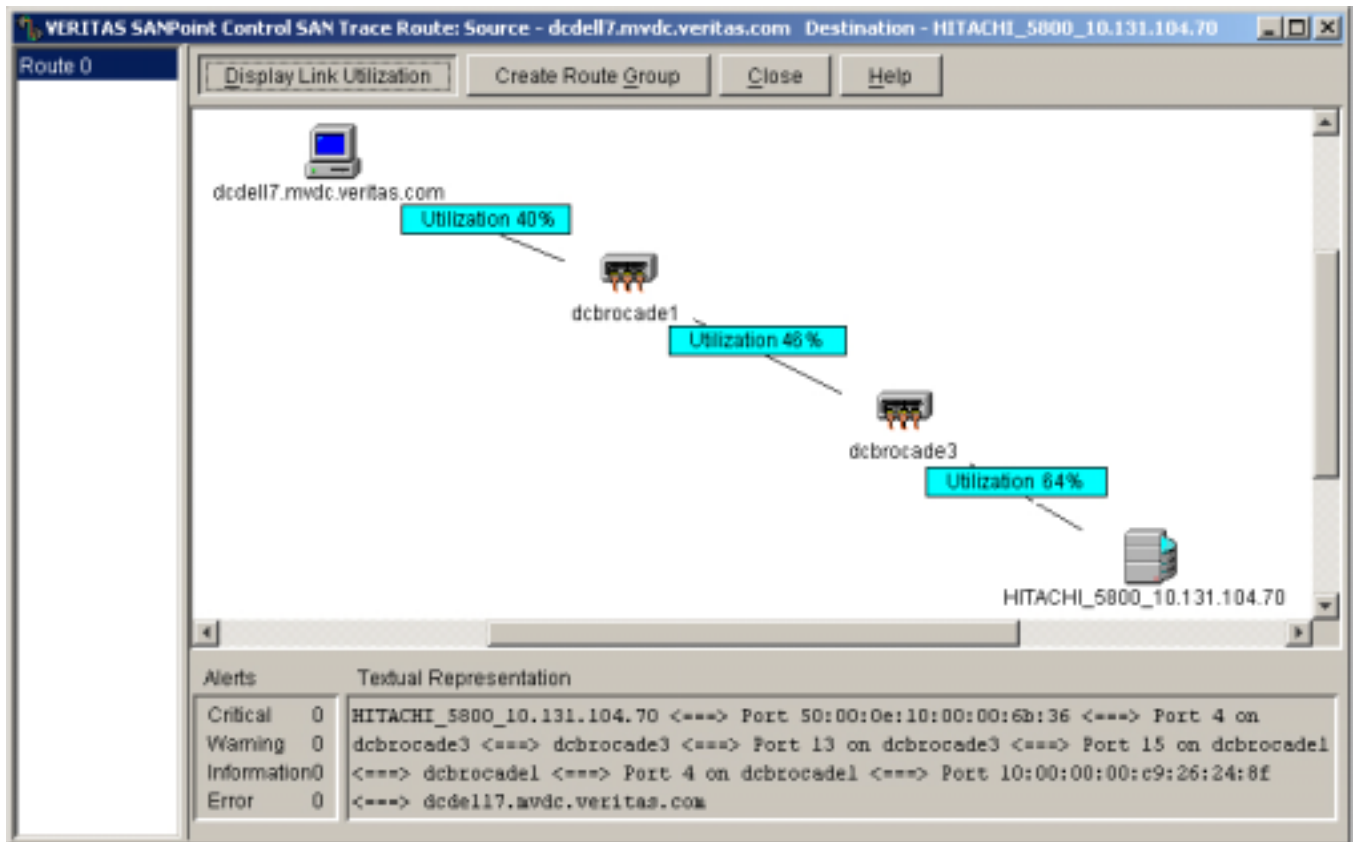 VERITAS SANPoint Control SAN Trace Route: Source - dcdell7.mvdc.veritas.com Destination - HITACHI_5800_10.131.104.70
Route 0
Display Link Utilization Create Route Group Close Help
dcdell7.mvdc.veritas.com
Utilization 40%
dcbrocade1
Utilization 46%
dcbrocade3
Utilization 64%
HITACHI_5800_10.131.104.70
Alerts Textual Representation
Critical 0
Warning 0
Information0
Error 0
HITACHI_5800_10.131.104.70 <===> Port 50:00:0e:10:00:00:6b:36 <===> Port 4 on
dcbrocade3 <===> dcbrocade3 <===> Port 13 on dcbrocade3 <===> Port 15 on dcbrocade1
<===> dcbrocade1 <===> Port 4 on dcbrocade1 <===> Port 10:00:00:00:c9:26:24:8f
<===> dcdell7.mvdc.veritas.com